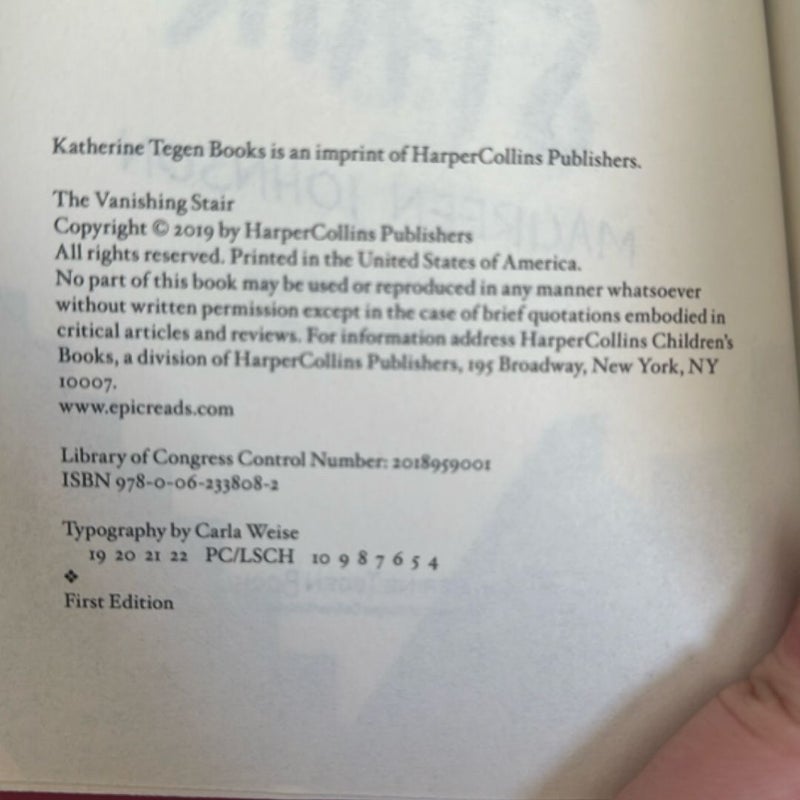 Katherine Tegen Books is an imprint of HarperCollins Publishers.
The Vanishing Stair
Copyright © 2019 by HarperCollins Publishers
All rights reserved. Printed in the United States of America.
No part of this book may be used or reproduced in any manner whatsoever
without written permission except in the case of brief quotations embodied in
critical articles and reviews. For information address HarperCollins Children's
Books, a division of HarperCollins Publishers, 195 Broadway, New York, NY
10007.
www.epicreads.com
Library of Congress Control Number: 2018959001
ISBN 978-0-06-233808-2
Typography by Carla Weise
19 20 21 22 PC/LSCH 10 9 8 7 6 5 4
❖
First Edition